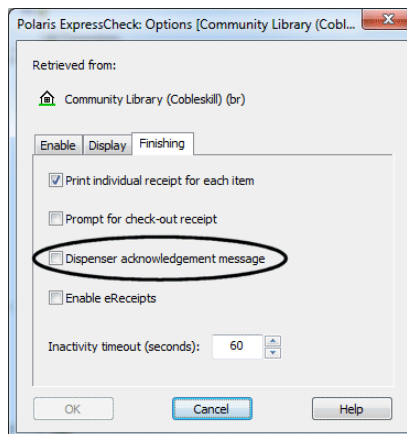 Polaris ExpressCheck: Options [Community Library (Cobl...
Retrieved from:
Community Library (Cobleskill) (br)
Enable Display Finishing
Print individual receipt for each item
Prompt for check-out receipt
Dispenser acknowledgement message
Enable eReceipts
Inactivity timeout (seconds): 60
OK Cancel Help